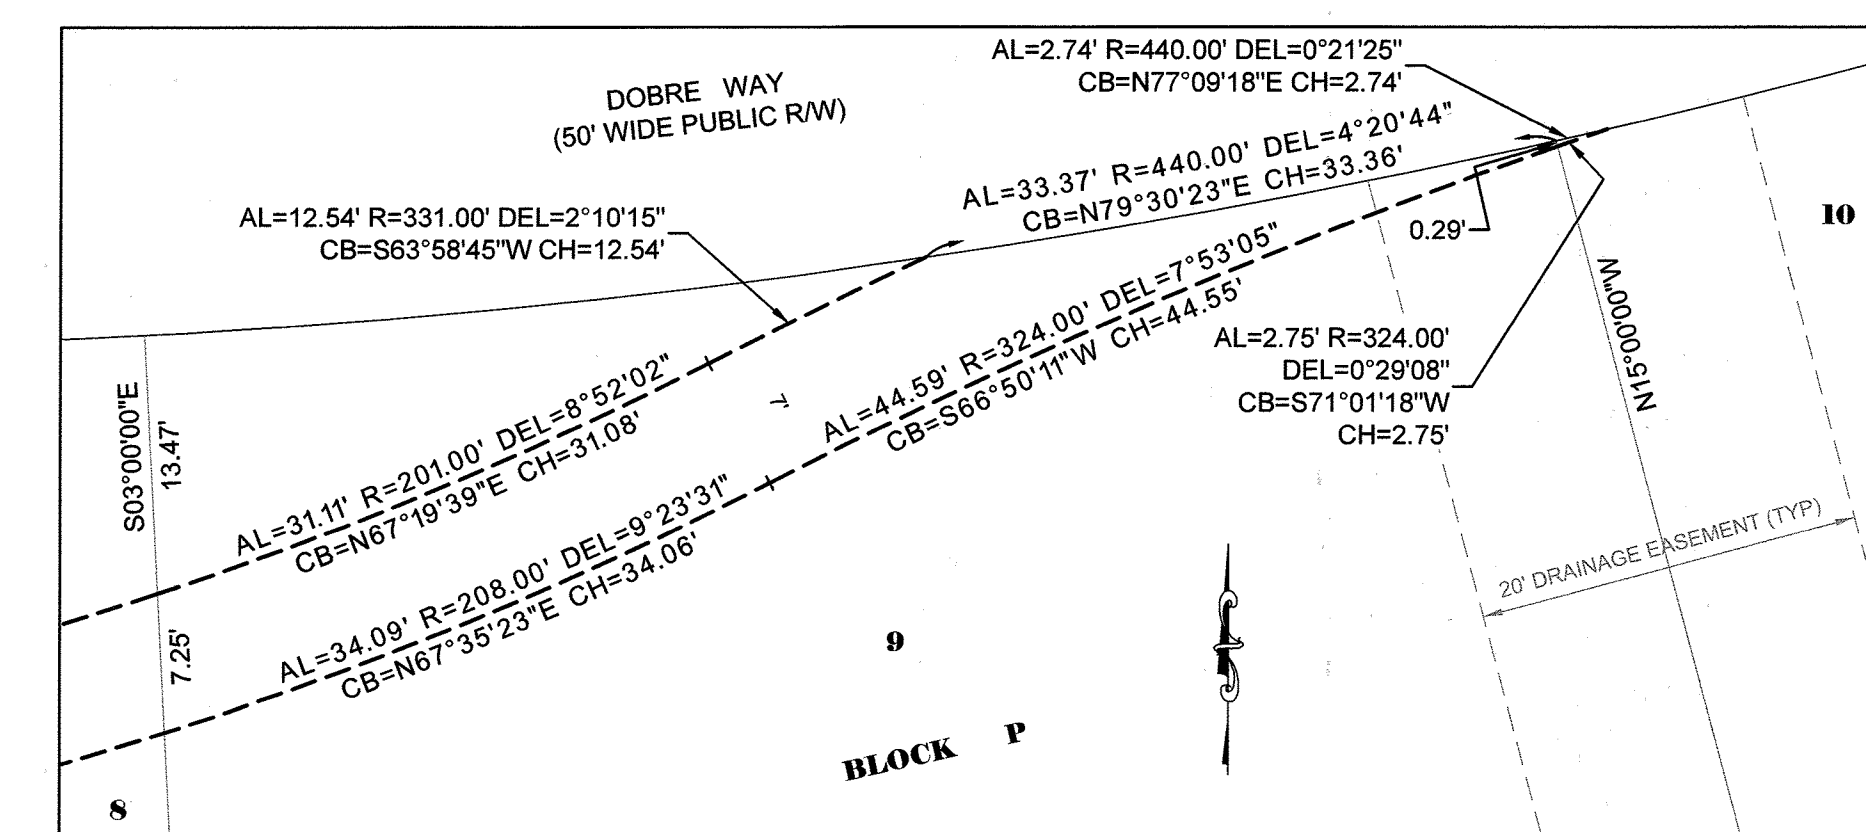 AL=2.74' R=440.00' DEL=0°21'25"
CB=N77°09'18"E CH=2.74'
DOBRE WAY
(50' WIDE PUBLIC R/W)
AL=33.37' R=440.00' DEL=4°20'44"
CB=N79°30'23"E CH=33.36'
AL=12.54' R=331.00' DEL=2°10'15"
CB=S63°58'45"W CH=12.54'
0.29'
10
AL=44.59' R=324.00' DEL=7°53'05"
CB=S66°50'11"W CH=44.55'
N15°00'00"W
AL=2.75' R=324.00'
DEL=0°29'08"
CB=S71°01'18"W
CH=2.75'
S03°00'00"E
13.47'
AL=31.11' R=201.00' DEL=8°52'02"
CB=N67°19'39"E CH=31.08'
7'
AL=34.09' R=208.00' DEL=9°23'31"
CB=N67°35'23"E CH=34.06'
20' DRAINAGE EASEMENT (TYP)
7.25'
9
BLOCK P
8